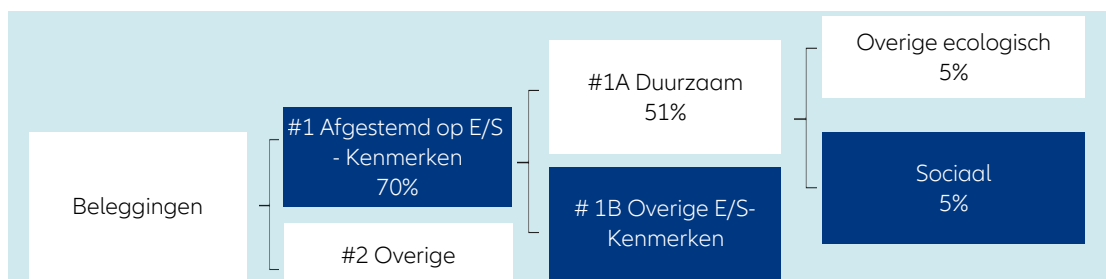 Beleggingen
#1 Afgestemd op E/S
- Kenmerken
70%
#2 Overige
#1A Duurzaam
51%
# 1B Overige E/S-
Kenmerken
Overige ecologisch
5%
Sociaal
5%